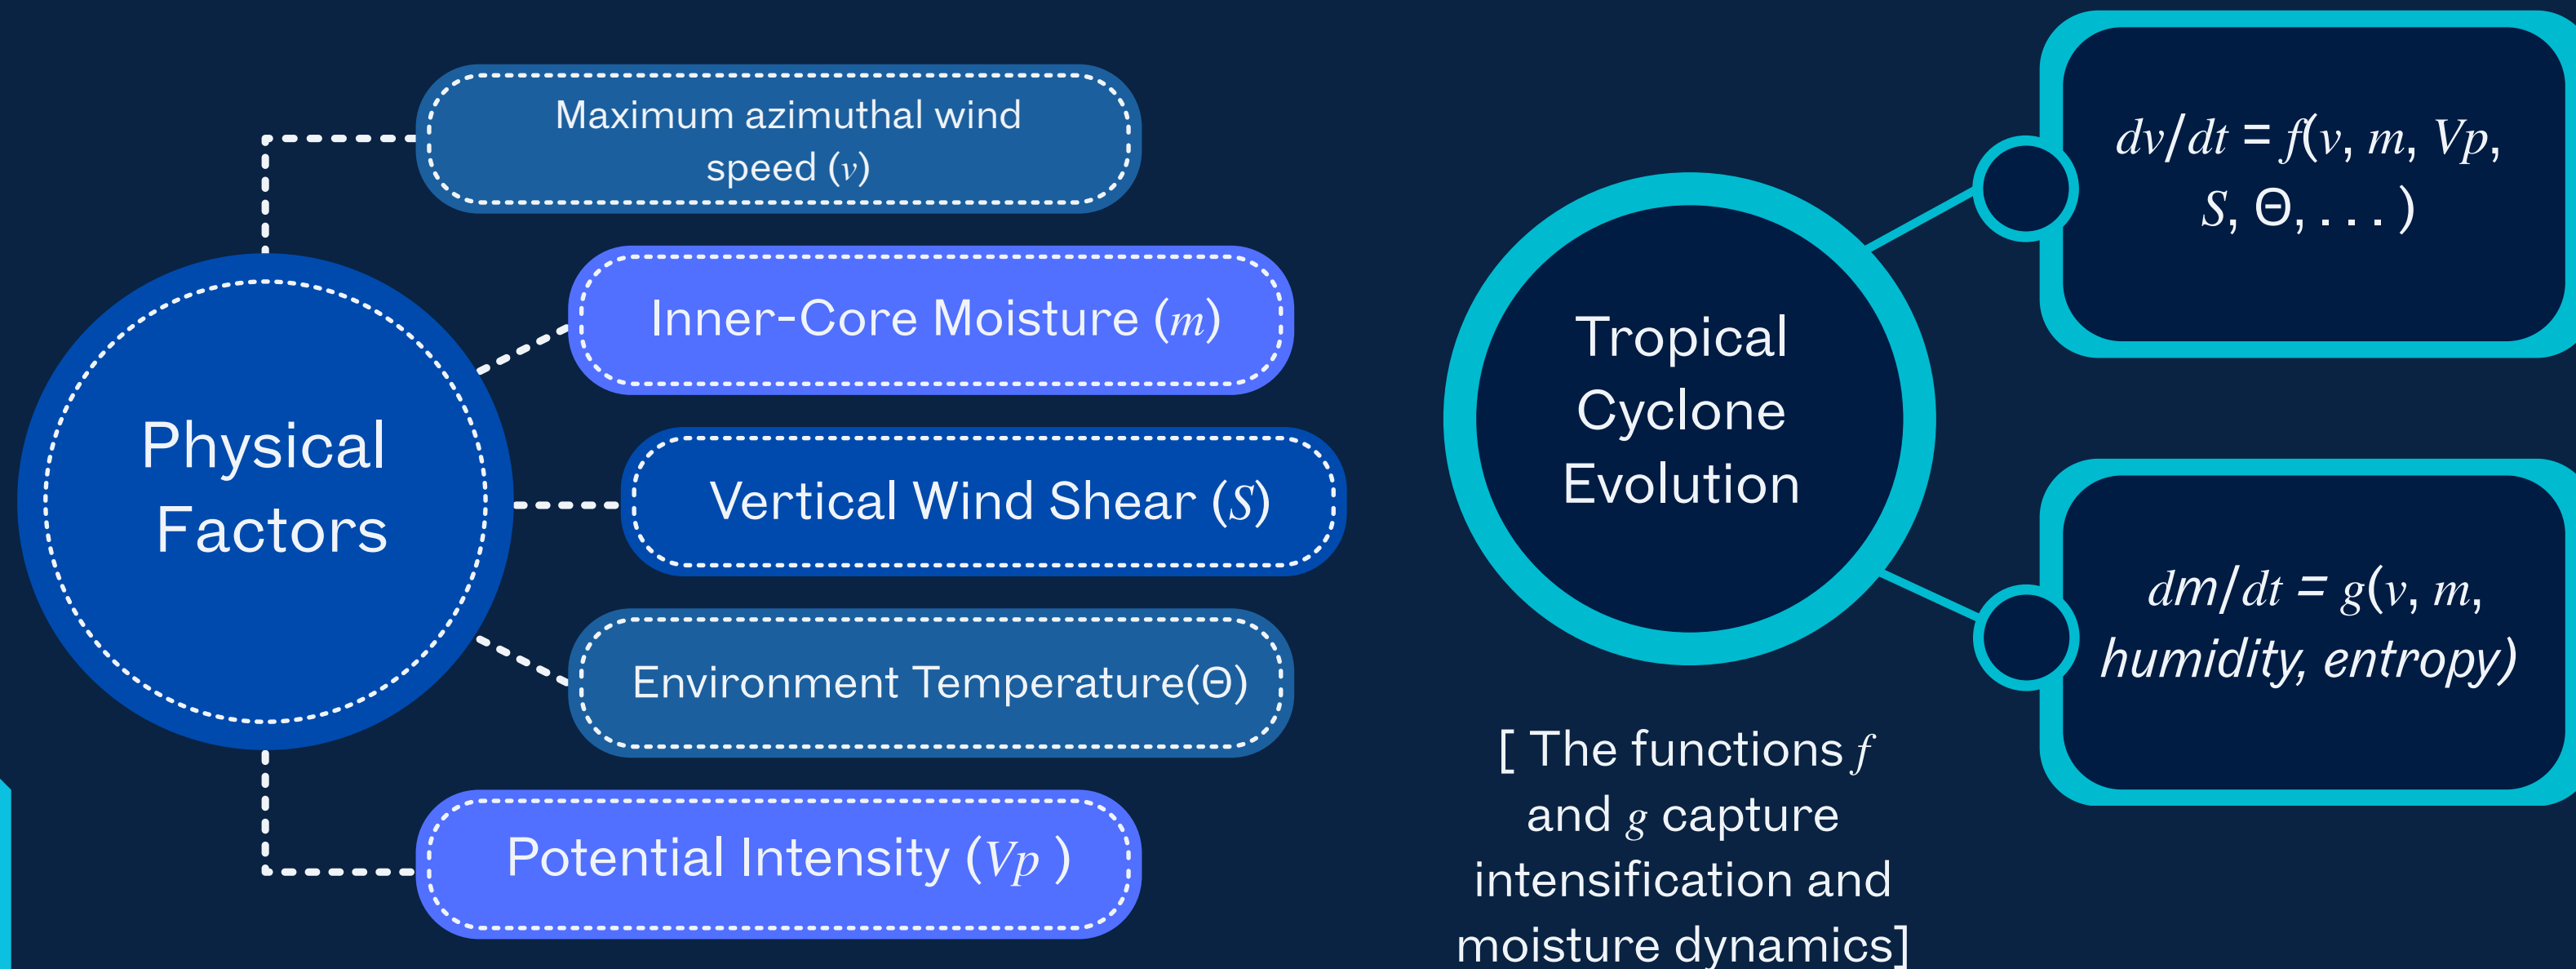 Maximum azimuthal wind
speed (v)
Inner-Core Moisture (m)
Physical
Factors
Vertical Wind Shear (S)
Environment Temperature(Θ)
Potential Intensity (Vp )
Tropical
Cyclone
Evolution
[ The functions f
and g capture
intensification and
moisture dynamics]
dv/dt = f(v, m, Vp,
S, Θ, . . . )
dm/dt = g(v, m,
humidity, entropy)